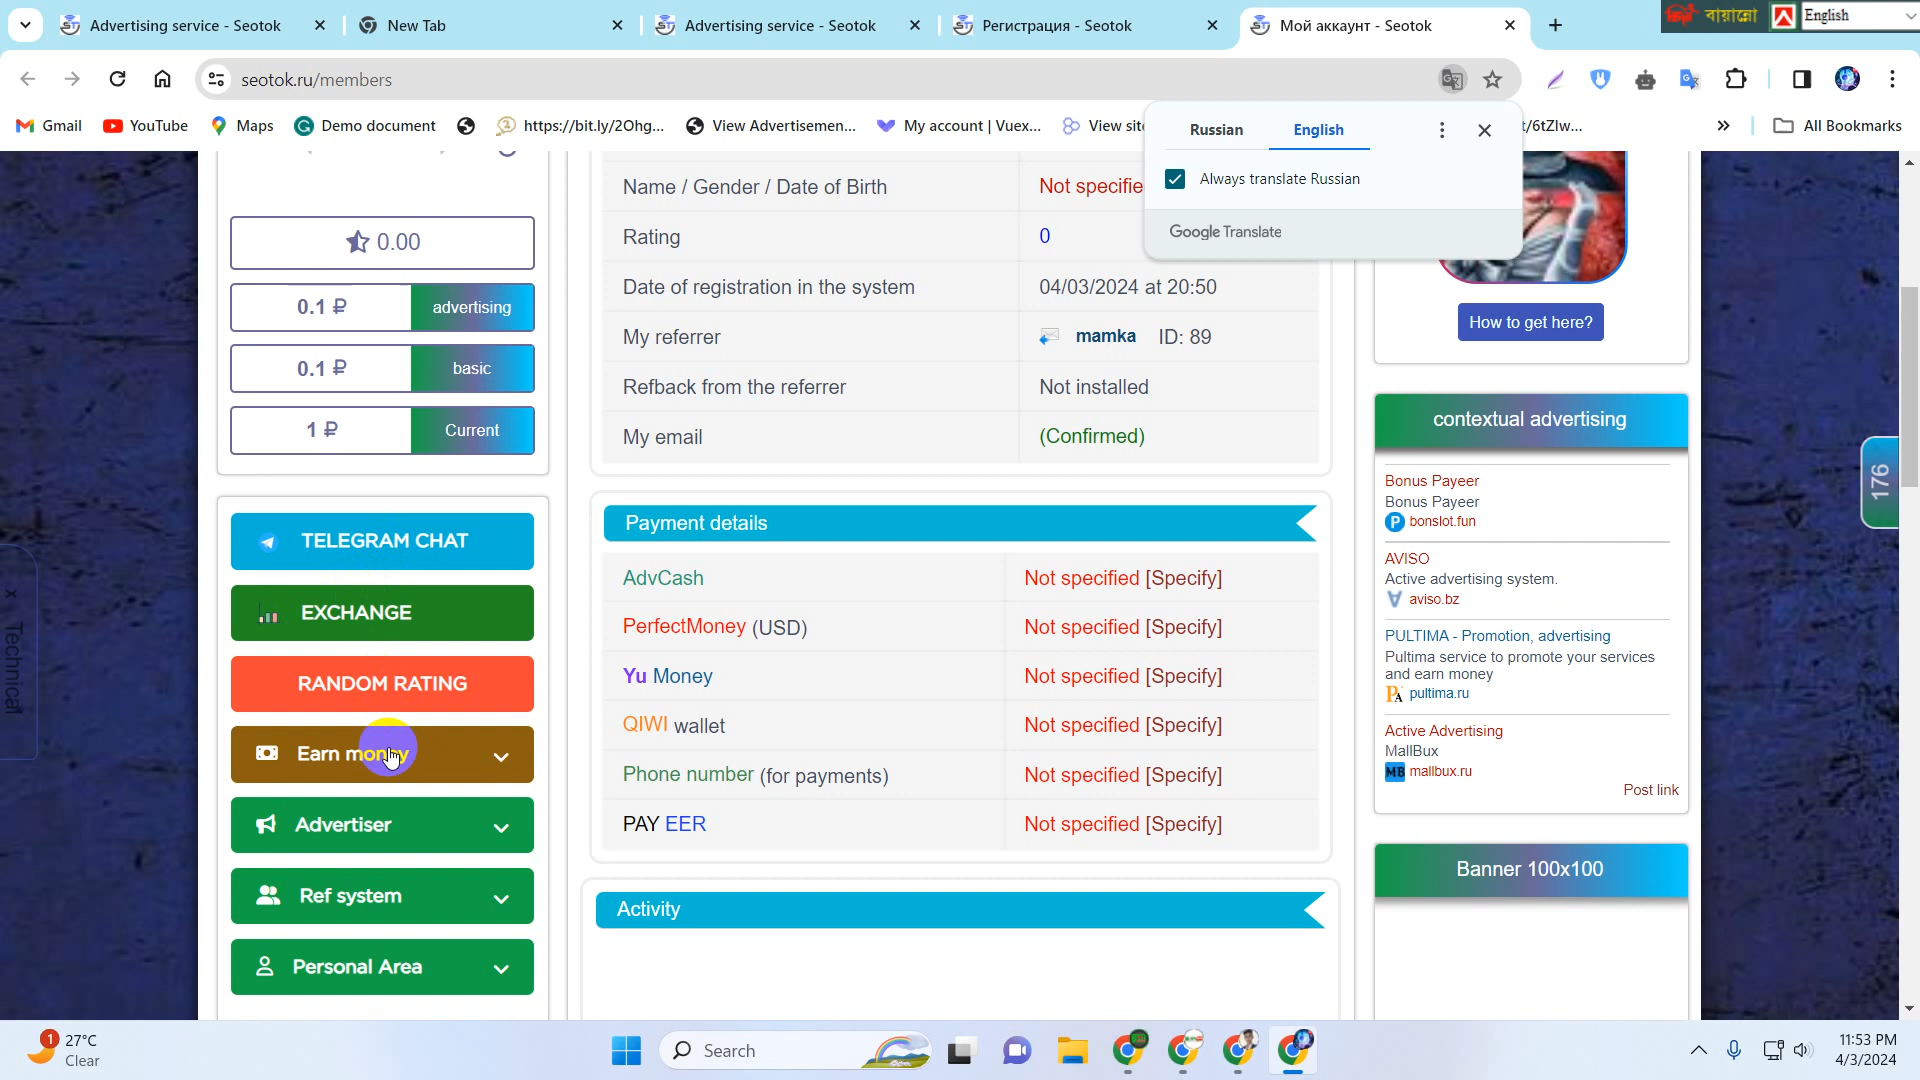 Advertising service - Seotok
New Tab
Advertising service - Seotok
Регистрация - Seotok
Мой аккаунт - Seotok
বায়ান্নো
English
seotok.ru/members
Gmail
YouTube
Maps
Demo document
https://bit.ly/2Ohg...
View Advertisemen...
My account | Vuex...
View site
t/6tZlw...
All Bookmarks
Russian
English
Always translate Russian
Google Translate
0.00
0.1 ₽
advertising
0.1 ₽
basic
1 ₽
Current
TELEGRAM CHAT
EXCHANGE
RANDOM RATING
Earn money
Advertiser
Ref system
Personal Area
x Technical
Name / Gender / Date of Birth
Not specifie
Rating
0
Date of registration in the system
04/03/2024 at 20:50
My referrer
mamka ID: 89
Refback from the referrer
Not installed
My email
(Confirmed)
Payment details
AdvCash
Not specified [Specify]
PerfectMoney (USD)
Not specified [Specify]
Yu Money
Not specified [Specify]
QIWI wallet
Not specified [Specify]
Phone number (for payments)
Not specified [Specify]
PAY EER
Not specified [Specify]
Activity
How to get here?
contextual advertising
Bonus Payeer
Bonus Payeer
P bonslot.fun
AVISO
Active advertising system.
aviso.bz
PULTIMA - Promotion, advertising
Pultima service to promote your services
and earn money
PA pultima.ru
Active Advertising
MallBux
MB mallbux.ru
Post link
Banner 100x100
176
1
27°C
Clear
Search
11:53 PM
4/3/2024